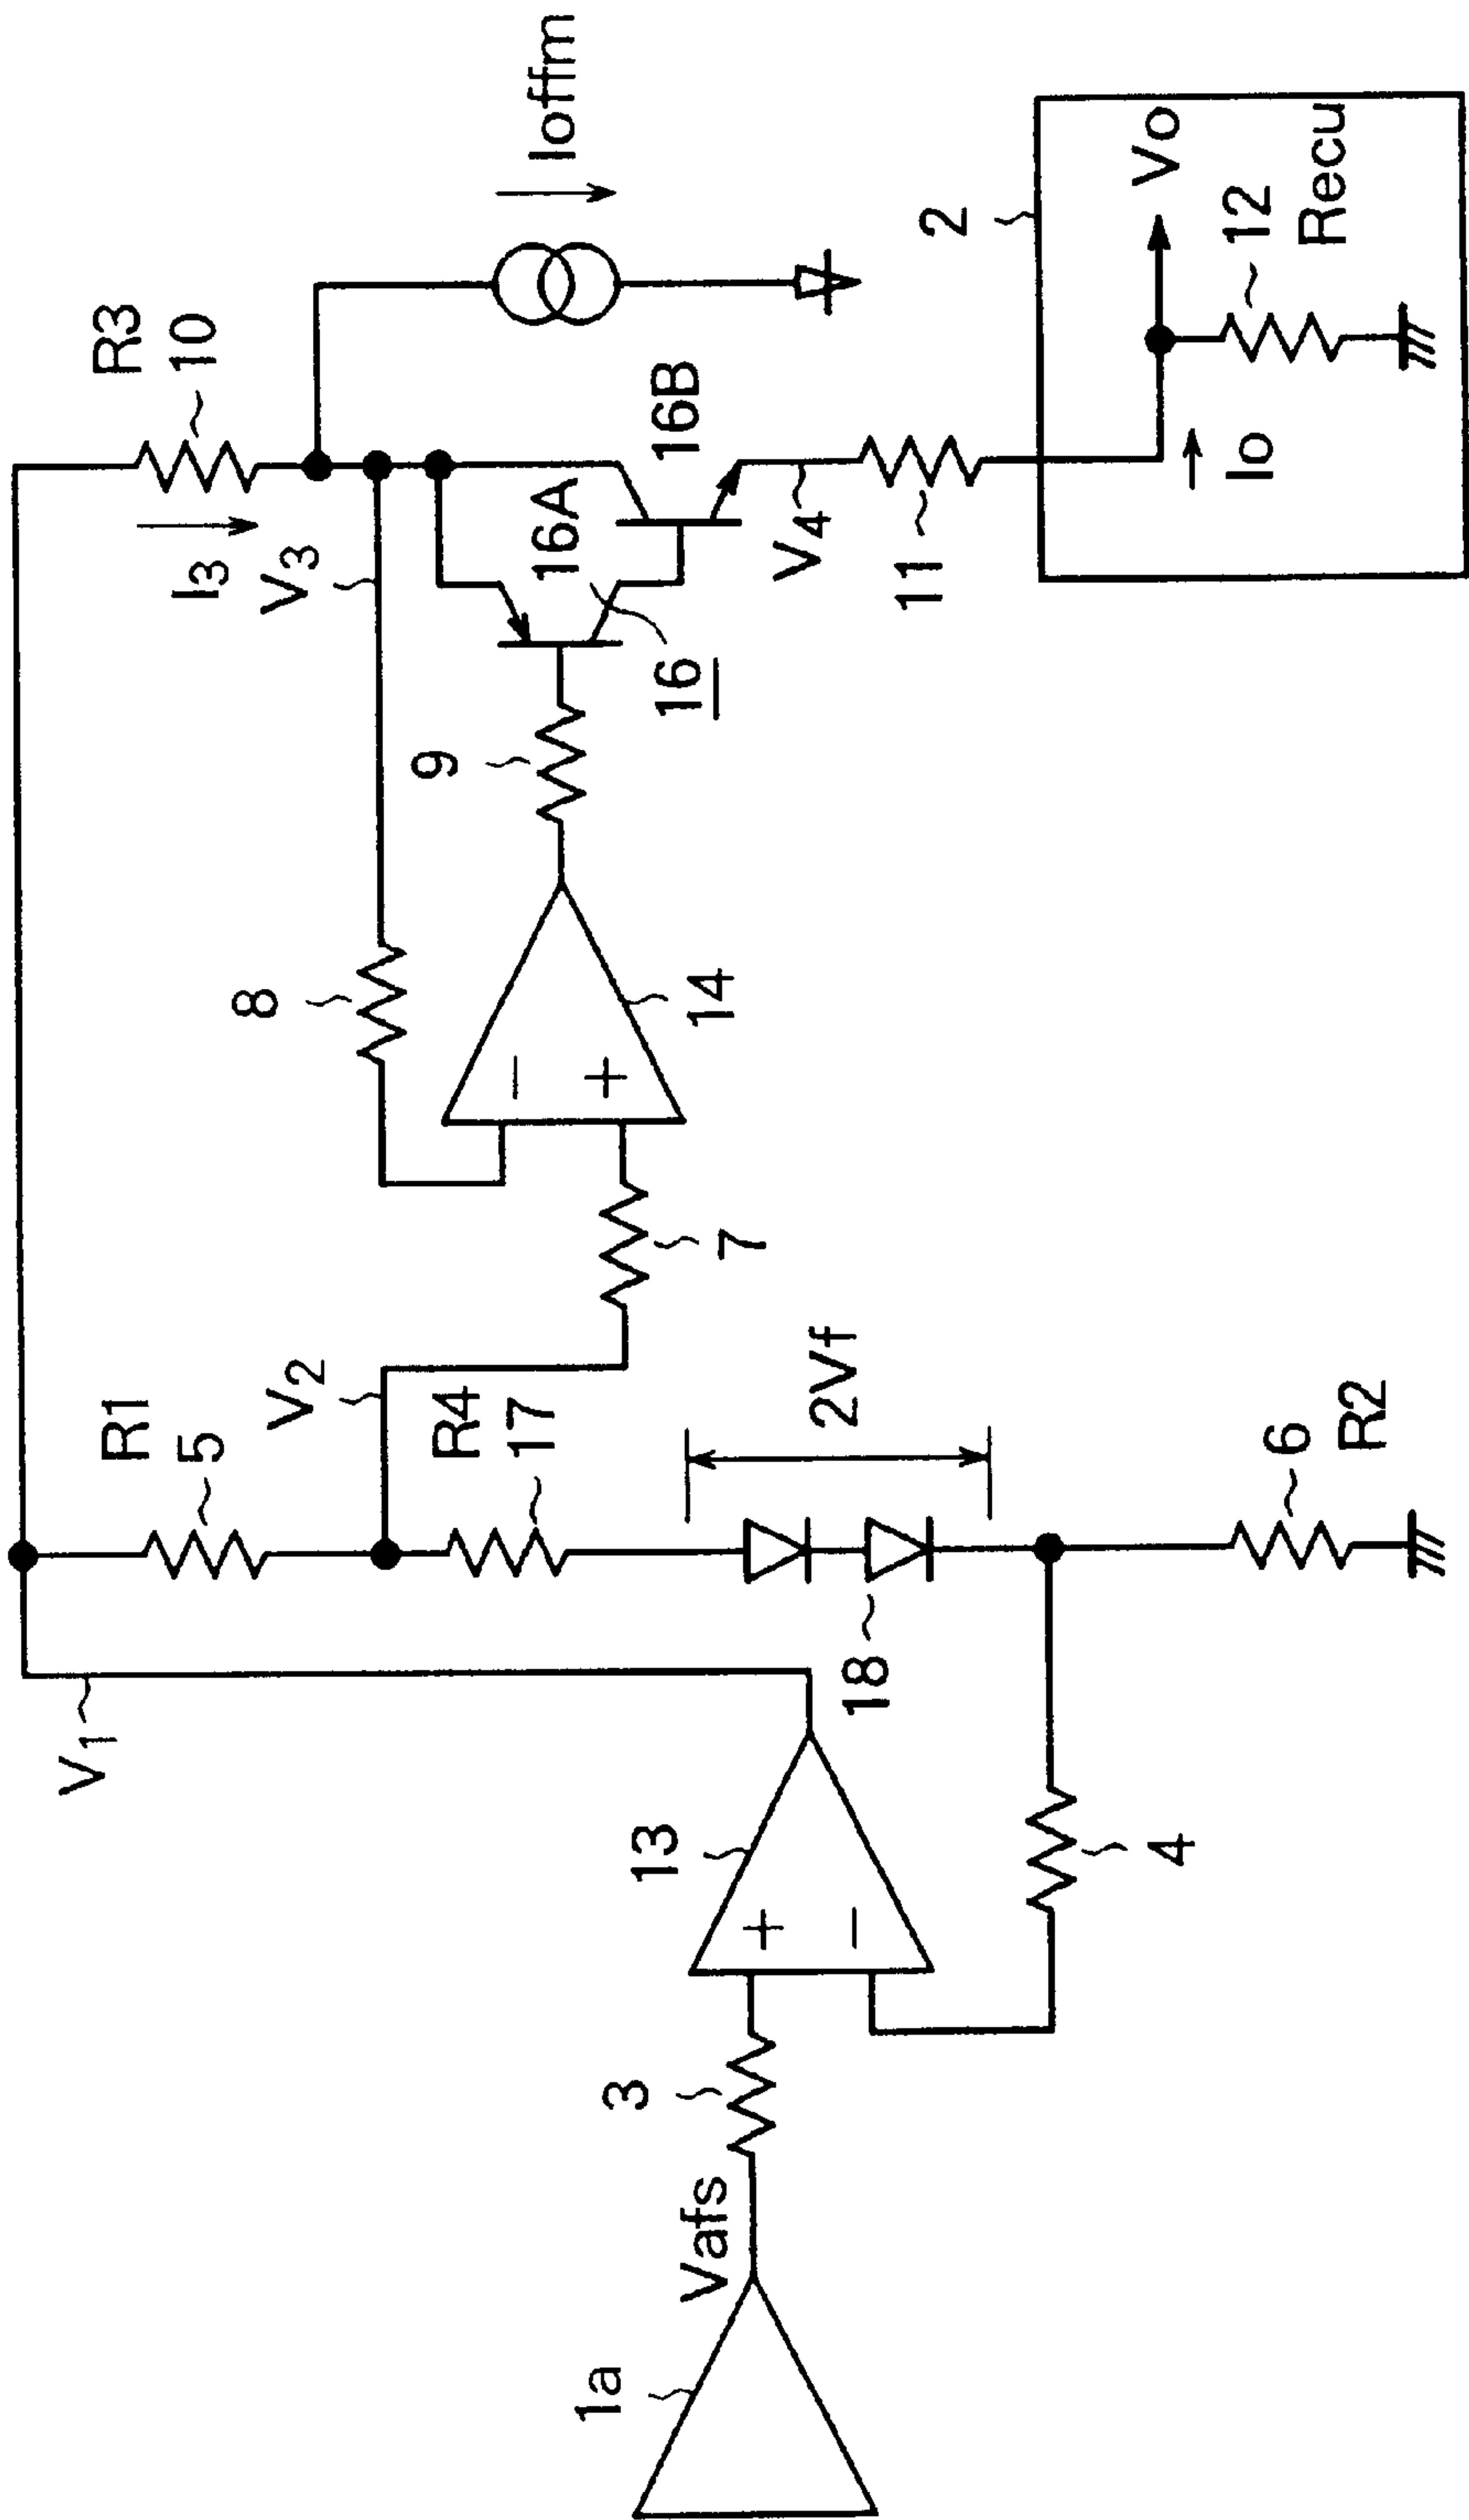 1a
Vafs
3
13
+
−
4
V1
R1
5
V2
R4
17
18
2Vf
6
R2
7
8
−
+
14
9
R3
10
I3
V3
16A
16
16B
V4
11
Ioffm
2
Io
Vo
12
Recu